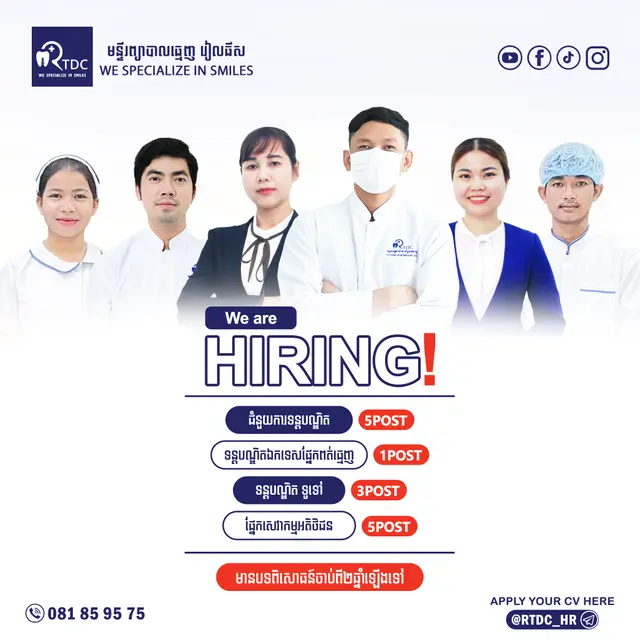 RTDC
WE SPECIALIZE IN SMILES
មន្ទីរព្យាបាលធ្មេញ រៀលធីស
WE SPECIALIZE IN SMILES
RTDC
We are
HIRING!
ជំនួយការទន្តបណ្ឌិត 5POST
ទន្តបណ្ឌិតឯកទេសផ្នែកពត់ធ្មេញ 1POST
ទន្តបណ្ឌិត ទូទៅ 3POST
ផ្នែកសេវាកម្មអតិថិជន 5POST
មានបទពិសោធន៍ចាប់ពី២ឆ្នាំឡើងទៅ
081 85 95 75
APPLY YOUR CV HERE
@RTDC_HR